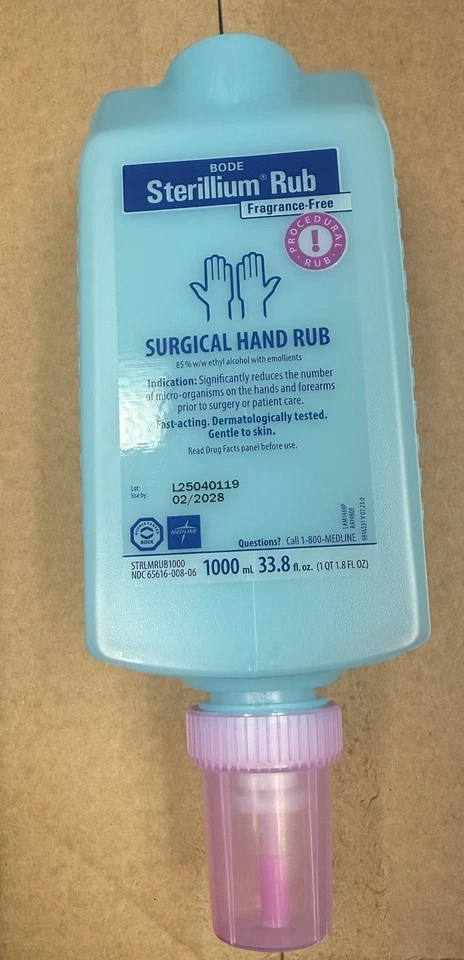 BODE
Sterillium® Rub
Fragrance-Free
PROCEDURAL
!
RUB
SURGICAL HAND RUB
85% w/w ethyl alcohol with emollients
Indication: Significantly reduces the number
of micro-organisms on the hands and forearms
prior to surgery or patient care.
Fast-acting. Dermatologically tested.
Gentle to skin.
Read Drug Facts panel before use.
Lot: L25040119
Use by: 02/2028
BODE
MEDLINE
Questions? Call 1-800-MEDLINE
STRLMRUB1000
NDC 65616-008-06
1000 mL 33.8 fl. oz. (1 QT 1.8 FL OZ)